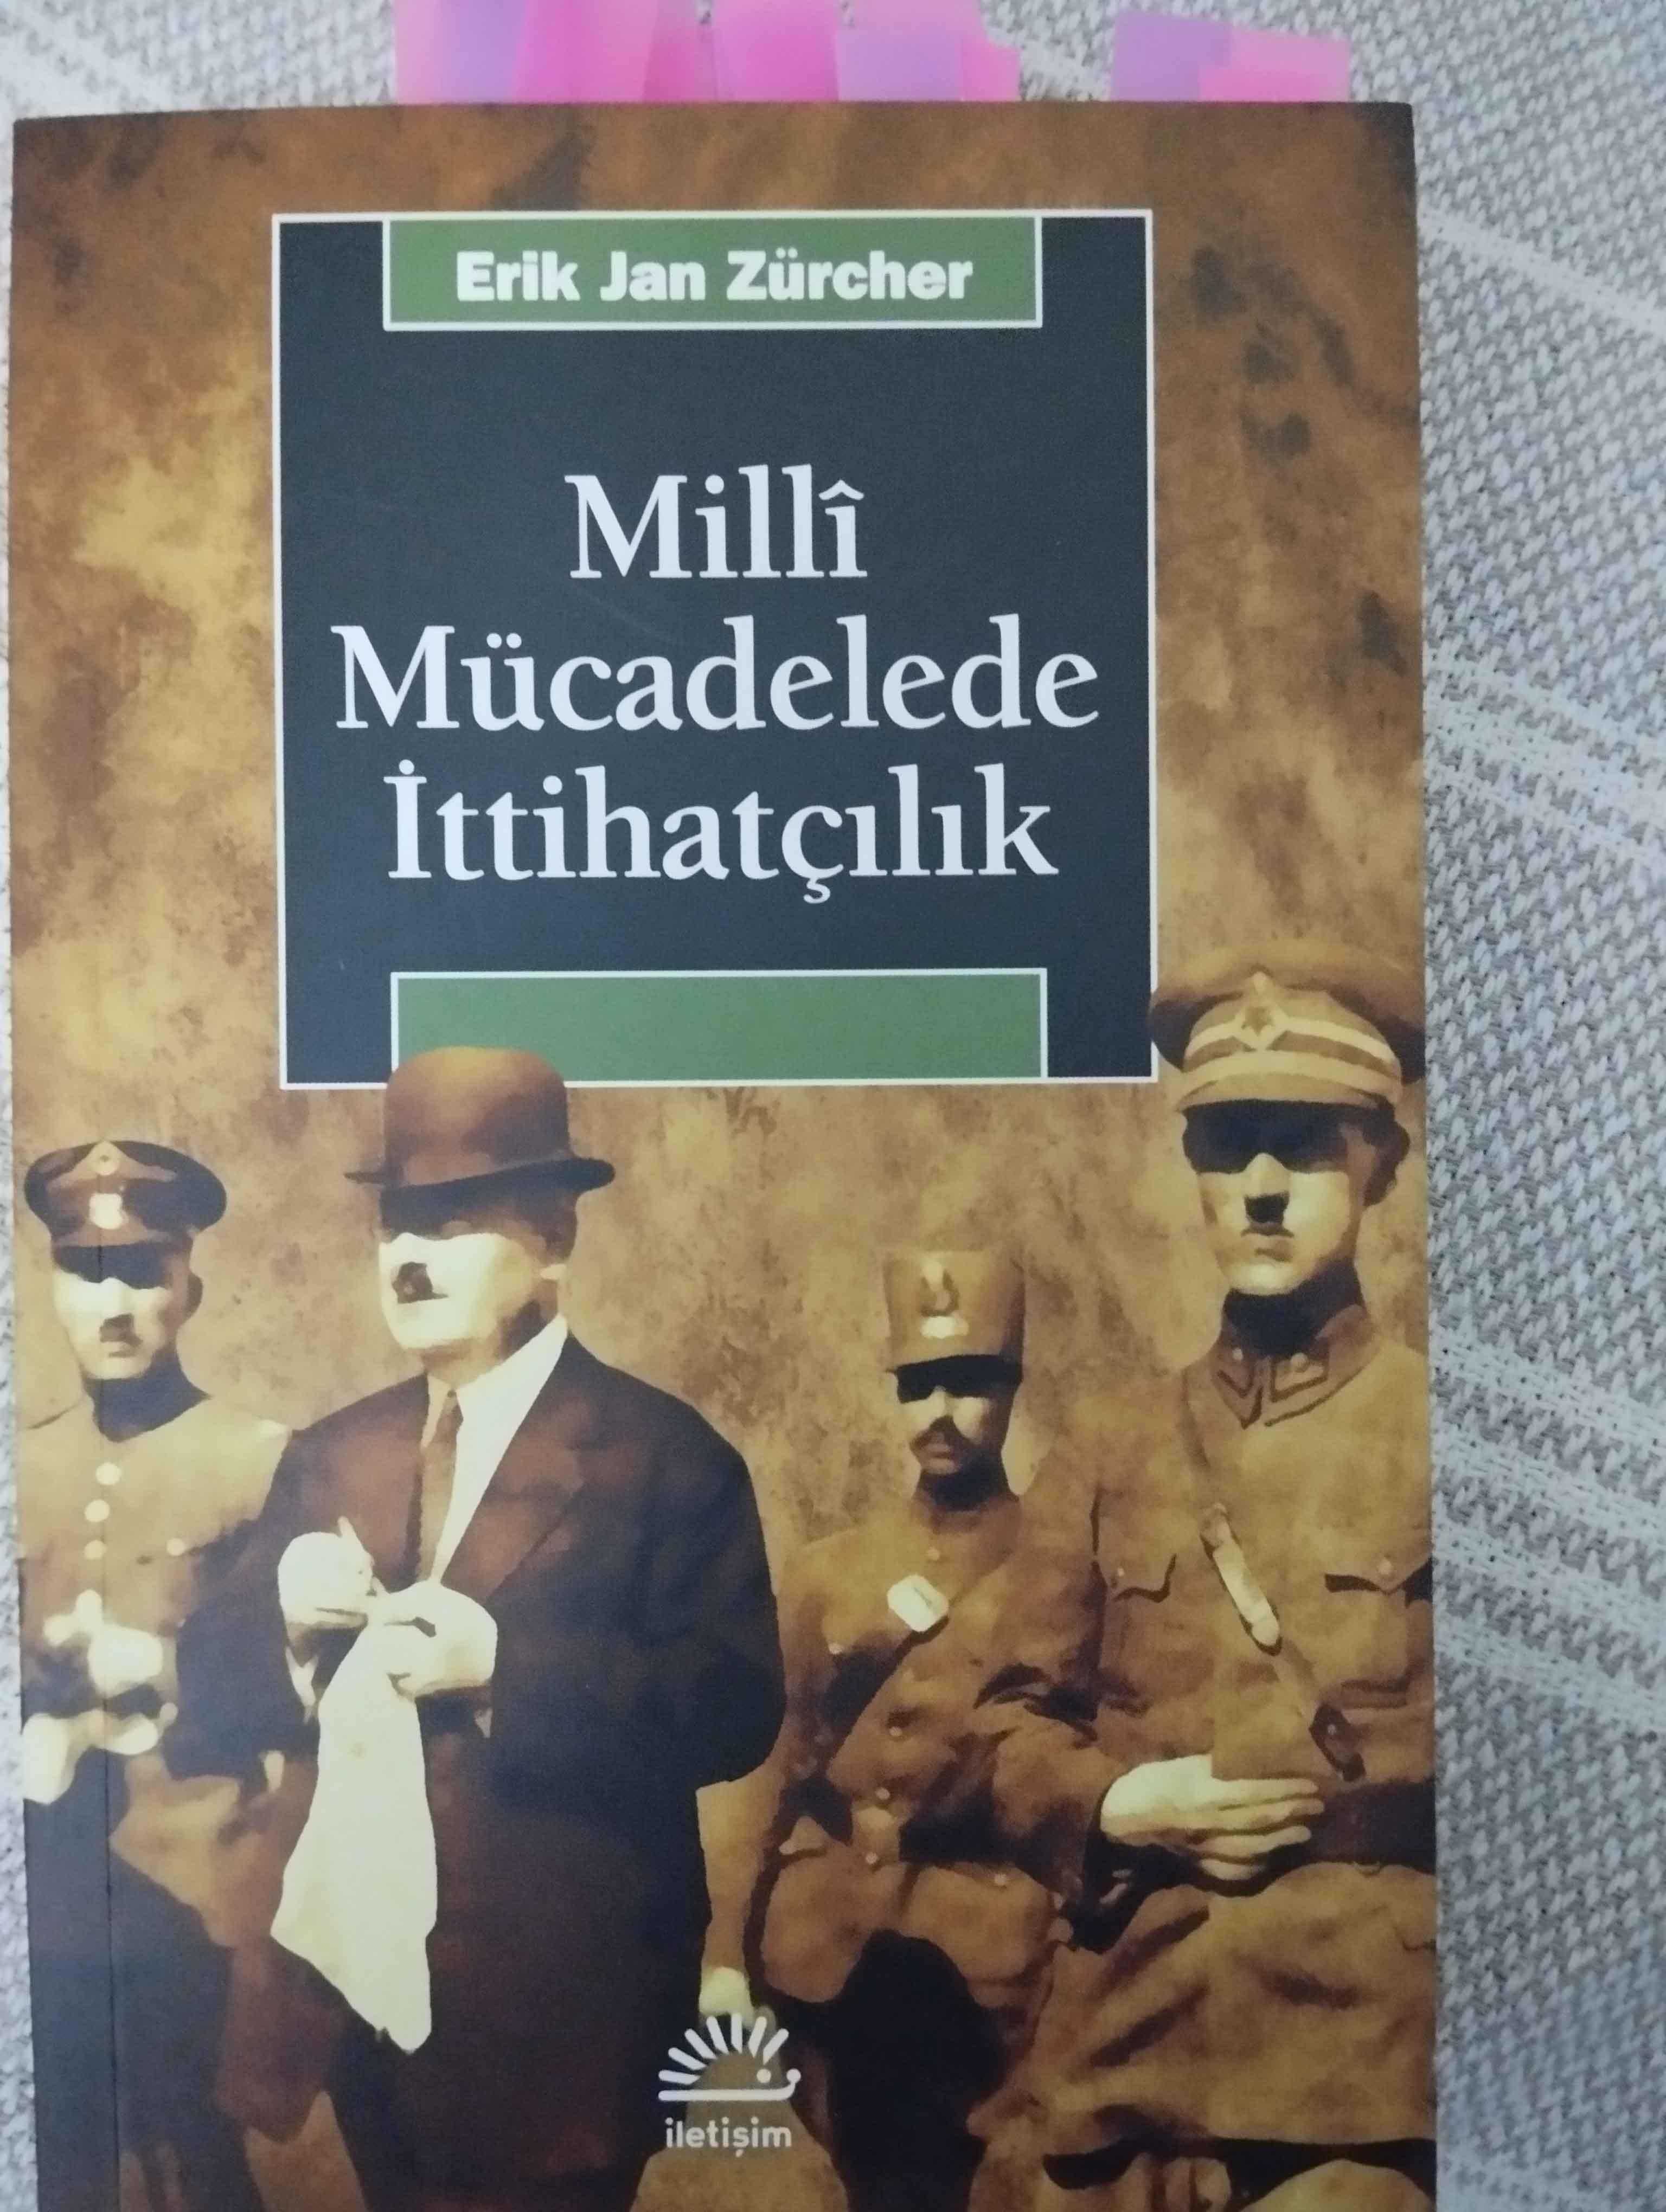 Erik Jan Zürcher
Millî
Mücadelede
İttihatçılık
iletişim